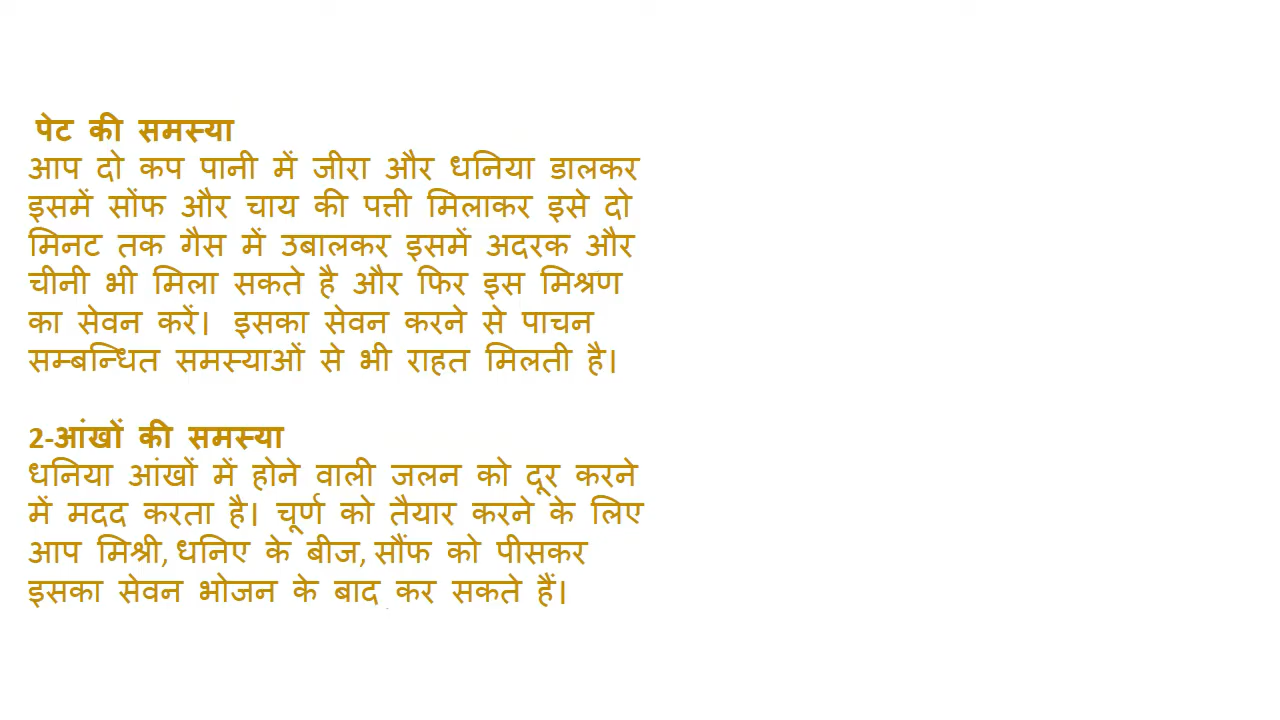 पेट की समस्या
आप दो कप पानी में जीरा और धनिया डालकर
इसमें सोंफ और चाय की पत्ती मिलाकर इसे दो
मिनट तक गैस में उबालकर इसमें अदरक और
चीनी भी मिला सकते है और फिर इस मिश्रण
का सेवन करें। इसका सेवन करने से पाचन
सम्बन्धित समस्याओं से भी राहत मिलती है।
2-आंखों की समस्या
धनिया आंखों में होने वाली जलन को दूर करने
में मदद करता है। चूर्ण को तैयार करने के लिए
आप मिश्री, धनिए के बीज, सौंफ को पीसकर
इसका सेवन भोजन के बाद कर सकते हैं।